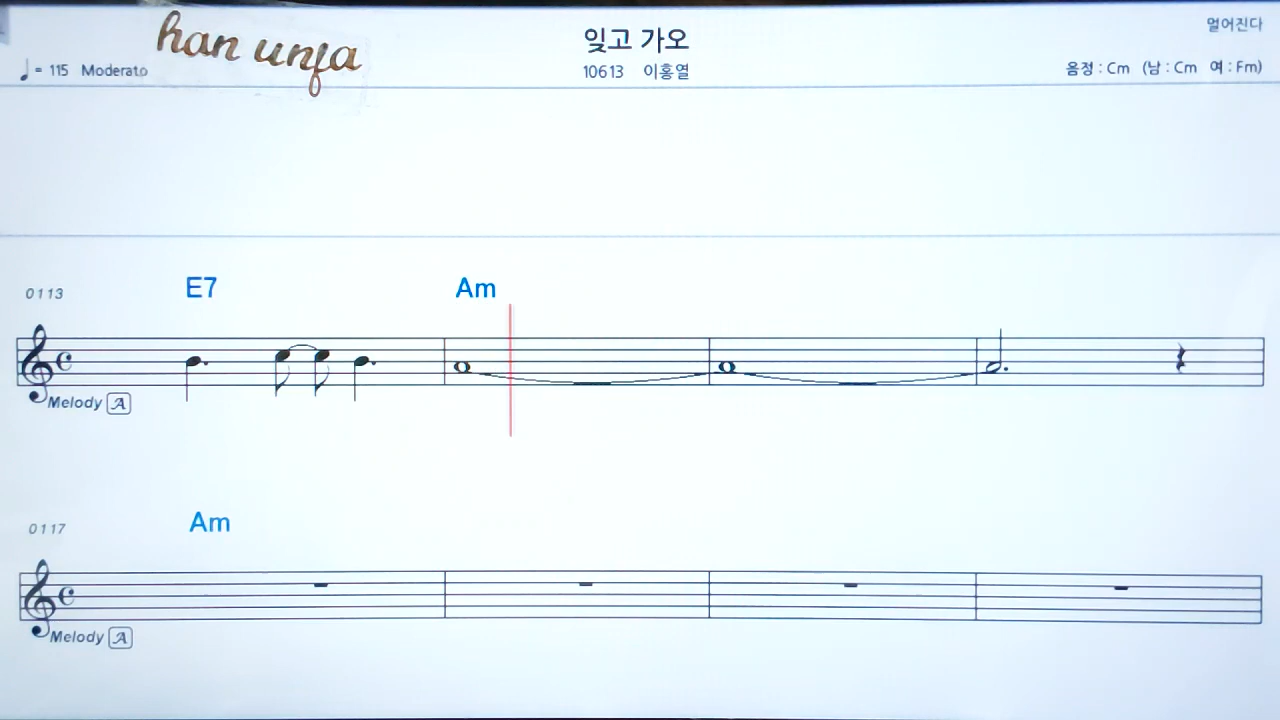 han unja
잊고 가오
멀어진다
♩= 115 Moderato
10613 이홍열
음정 : Cm (남 : Cm 여 : Fm)
0113 E7 Am
Melody A
0117 Am
Melody A